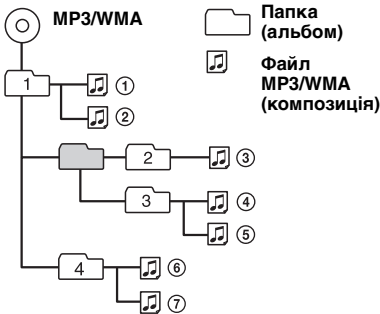 MP3/WMA
Папка
(альбом)
Файл
MP3/WMA
(композиція)
1
①
②
2
③
3
④
⑤
4
⑥
⑦